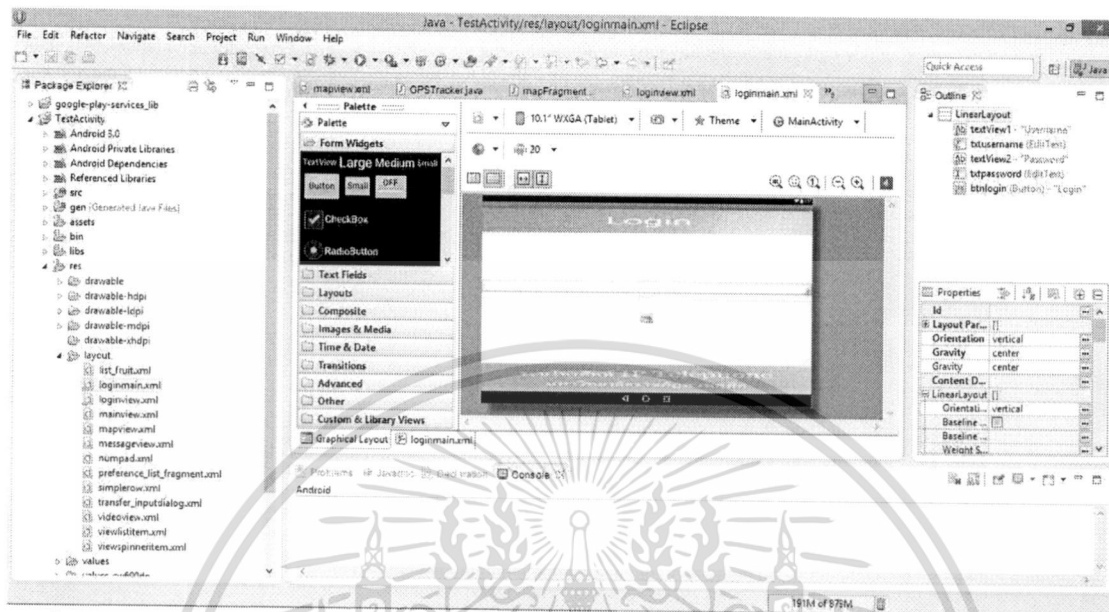 Java - TestActivity/res/layout/loginmain.xml - Eclipse
File Edit Refactor Navigate Search Project Run Window Help
Quick Access
Java
Package Explorer
google-play-services_lib
TestActivity
Android 3.0
Android Private Libraries
Android Dependencies
Referenced Libraries
src
gen [Generated Java Files]
assets
bin
libs
res
drawable
drawable-hdpi
drawable-ldpi
drawable-mdpi
drawable-xhdpi
layout
list_fruit.xml
loginmain.xml
loginview.xml
mainview.xml
mapview.xml
messageview.xml
numpad.xml
preference_list_fragment.xml
simplerow.xml
transfer_inputdialog.xml
videoview.xml
viewlistitem.xml
viewspinneritem.xml
values
mapview.xml
GPSTracker.java
mapFragment...
loginview.xml
loginmain.xml
Palette
Palette
Form Widgets
TextView Large Medium Small
Button Small OFF
CheckBox
RadioButton
Text Fields
Layouts
Composite
Images & Media
Time & Date
Transitions
Advanced
Other
Custom & Library Views
Graphical Layout loginmain.xml
10.1" WXGA (Tablet) Theme MainActivity
20
Login
Problems Javadoc Declaration Console
Android
Outline
LinearLayout
textView1 - "Username"
txtusername (EditText)
textView2 - "Password"
txtpassword (EditText)
btnlogin (Button) - "Login"
Properties
Id
Layout Par... []
Orientation vertical
Gravity center
Gravity center
Content D...
LinearLayout []
Orientati... vertical
Baseline ...
Baseline ...
Weight S...
191M of 975M